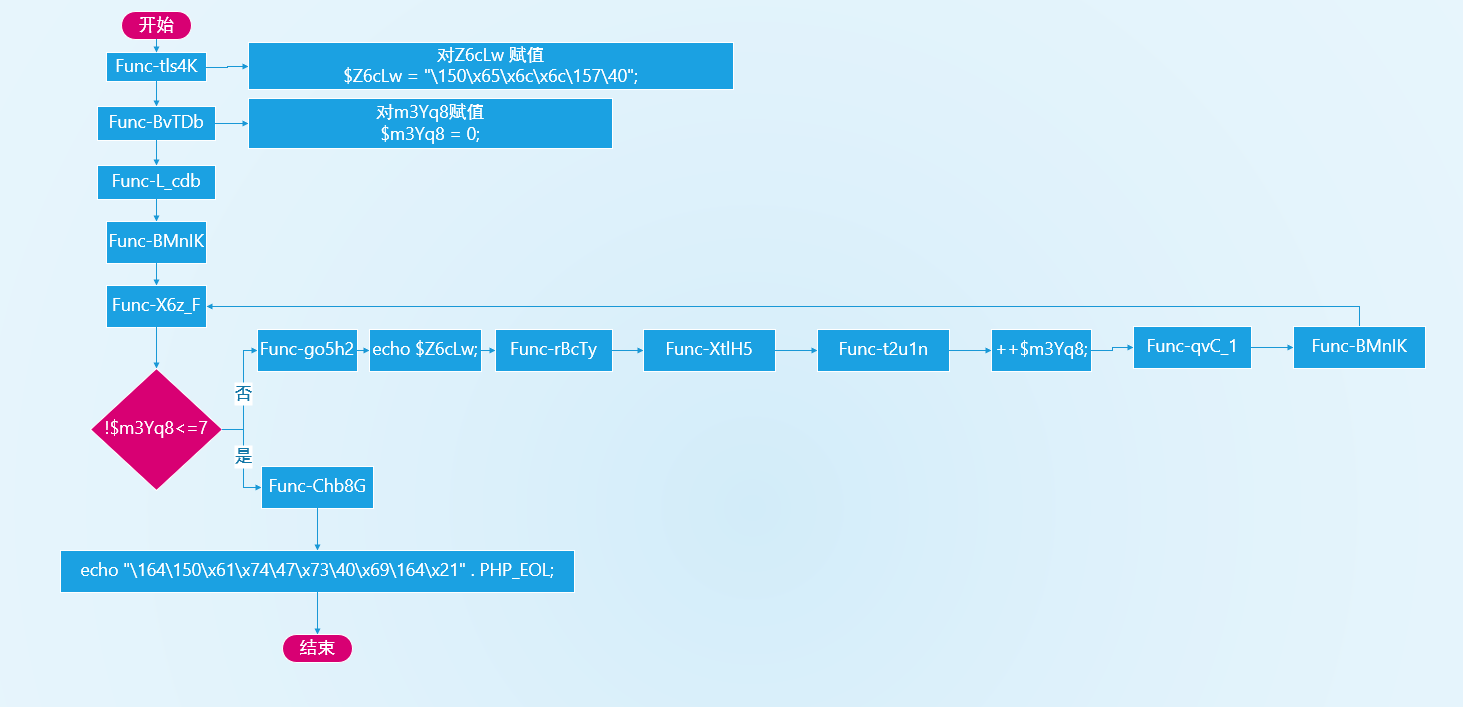 开始
Func-tls4K
对Z6cLw 赋值
$Z6cLw = "\150\x65\x6c\x6c\157\40";
Func-BvTDb
对m3Yq8赋值
$m3Yq8 = 0;
Func-L_cdb
Func-BMnIK
Func-X6z_F
!$m3Yq8<=7
否
Func-go5h2
echo $Z6cLw;
Func-rBcTy
Func-XtlH5
Func-t2u1n
++$m3Yq8;
Func-qvC_1
Func-BMnIK
是
Func-Chb8G
echo "\164\150\x61\x74\47\x73\40\x69\164\x21" . PHP_EOL;
结束